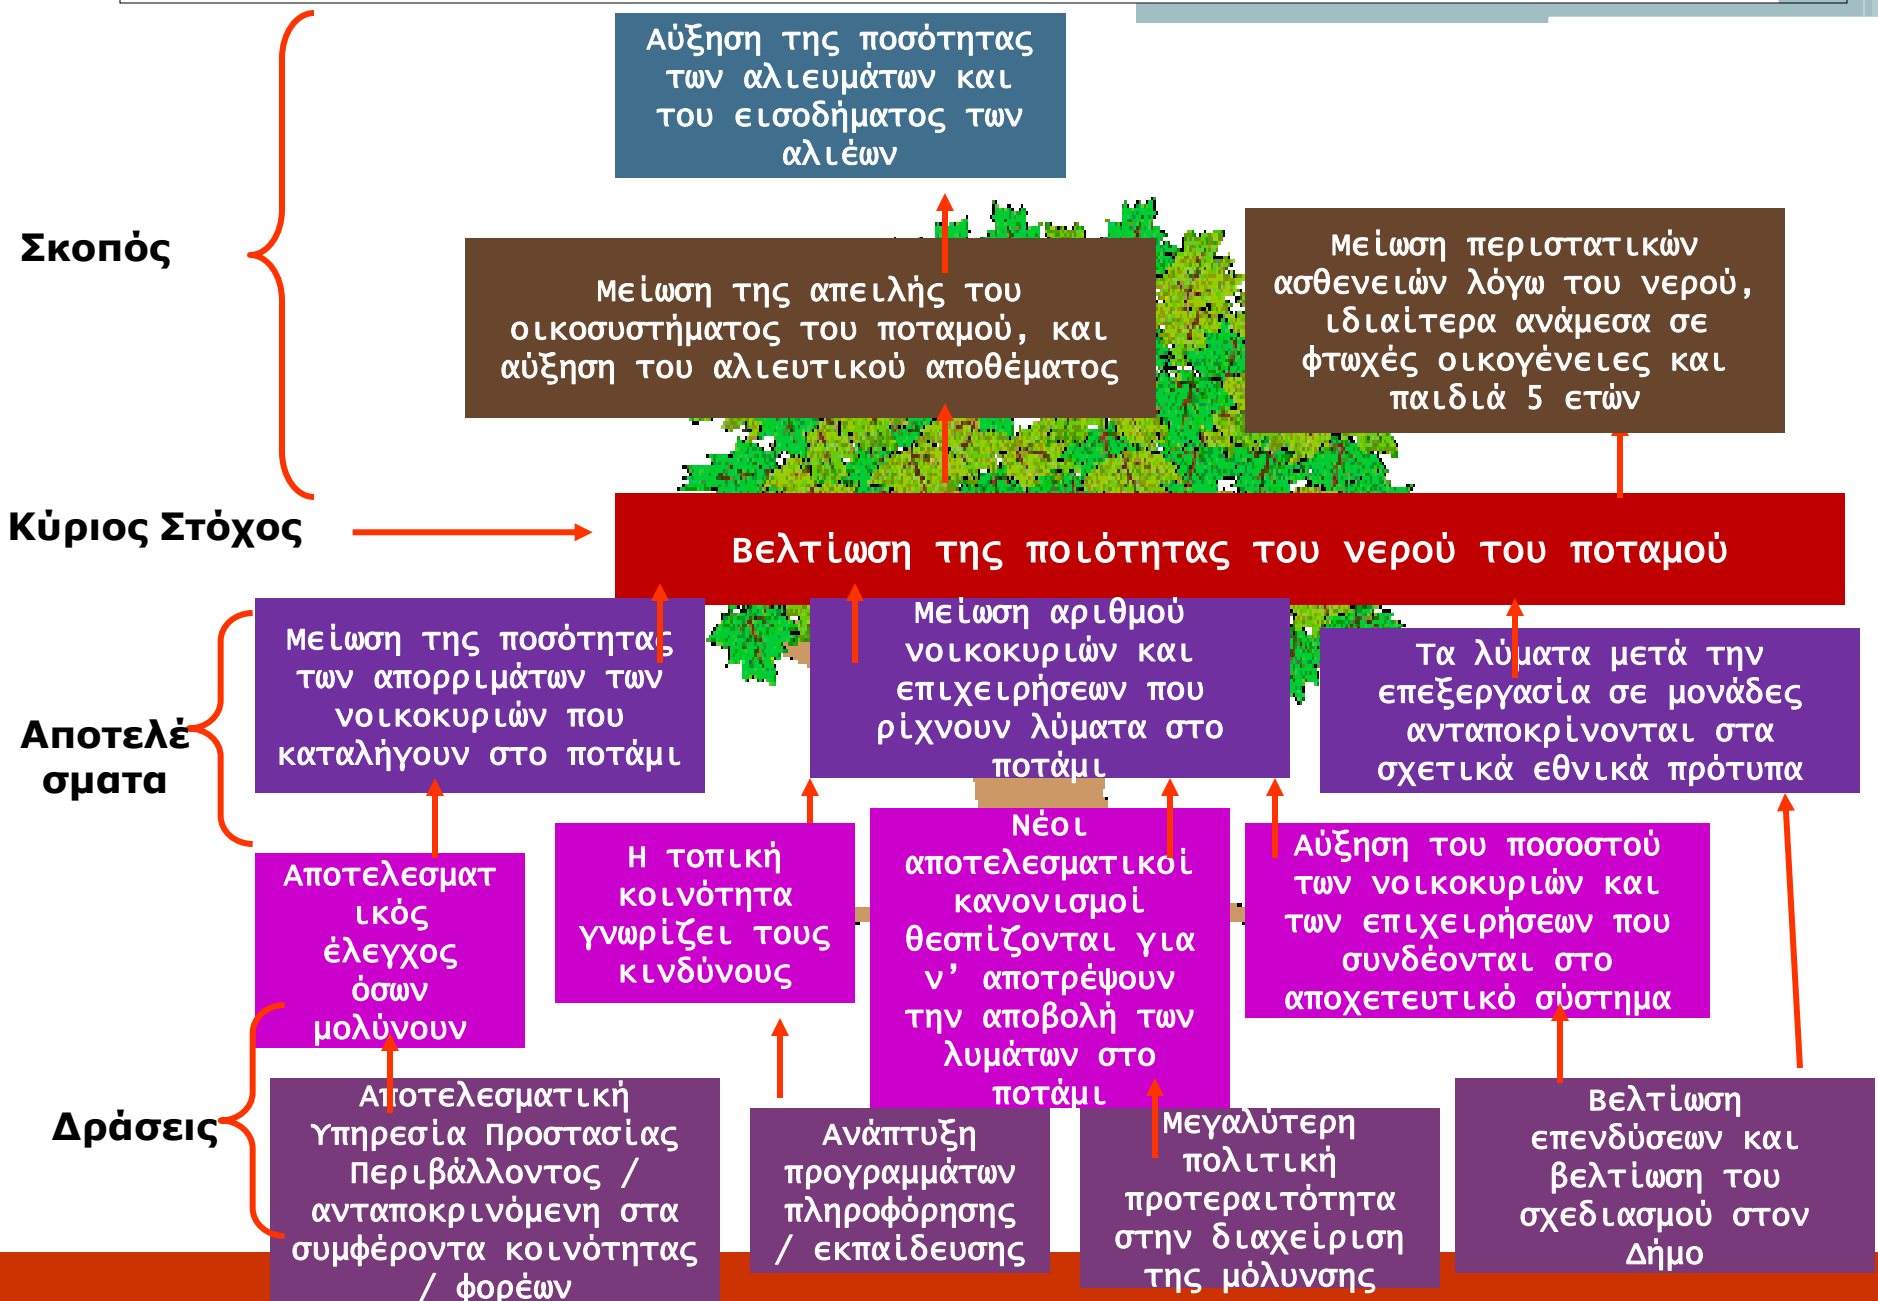 Αύξηση της ποσότητας
των αλιευμάτων και
του εισοδήματος των
αλιέων
Σκοπός
Μείωση της απειλής του
οικοσυστήματος του ποταμού, και
αύξηση του αλιευτικού αποθέματος
Μείωση περιστατικών
ασθενειών λόγω του νερού,
ιδιαίτερα ανάμεσα σε
φτωχές οικογένειες και
παιδιά 5 ετών
Κύριος Στόχος
Βελτίωση της ποιότητας του νερού του ποταμού
Αποτελέ
σματα
Μείωση της ποσότητας
των απορριμάτων των
νοικοκυριών που
καταλήγουν στο ποτάμι
Μείωση αριθμού
νοικοκυριών και
επιχειρήσεων που
ρίχνουν λύματα στο
ποτάμι
Τα λύματα μετά την
επεξεργασία σε μονάδες
ανταποκρίνονται στα
σχετικά εθνικά πρότυπα
Αποτελεσματ
ικός
έλεγχος
όσων
μολύνουν
Η τοπική
κοινότητα
γνωρίζει τους
κινδύνους
Νέοι
αποτελεσματικοί
κανονισμοί
θεσπίζονται για
ν’ αποτρέψουν
την αποβολή των
λυμάτων στο
ποτάμι
Αύξηση του ποσοστού
των νοικοκυριών και
των επιχειρήσεων που
συνδέονται στο
αποχετευτικό σύστημα
Δράσεις
Αποτελεσματική
Υπηρεσία Προστασίας
Περιβάλλοντος /
ανταποκρινόμενη στα
συμφέροντα κοινότητας
/ φορέων
Ανάπτυξη
προγραμμάτων
πληροφόρησης
/ εκπαίδευσης
Μεγαλύτερη
πολιτική
προτεραιτότητα
στην διαχείριση
της μόλυνσης
Βελτίωση
επενδύσεων και
βελτίωση του
σχεδιασμού στον
Δήμο